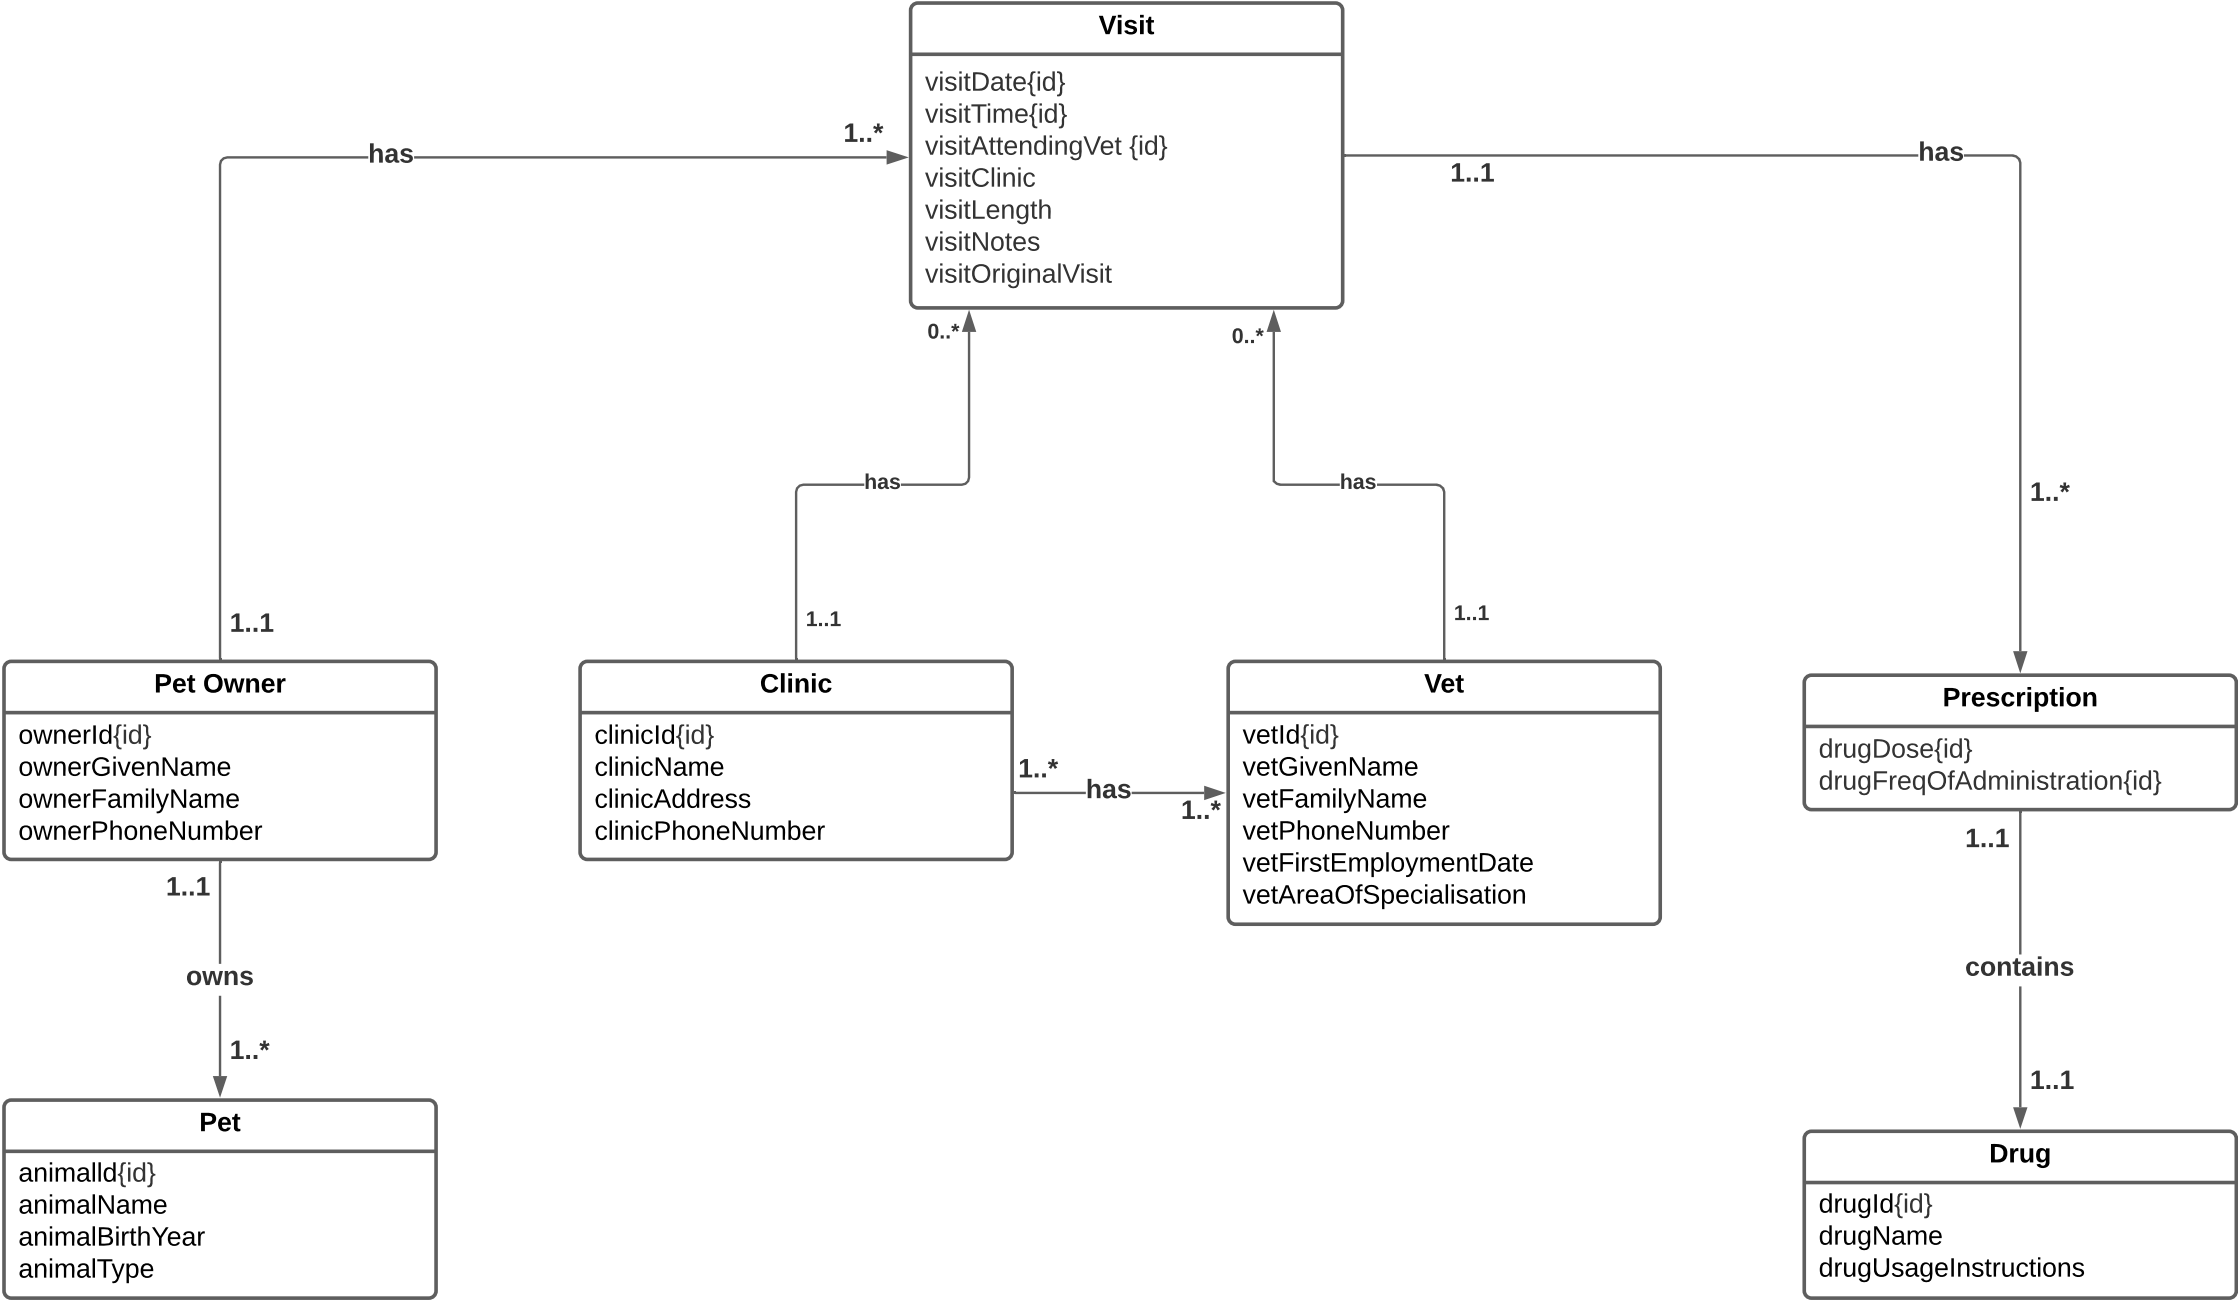 Visit
visitDate{id}
visitTime{id}
visitAttendingVet {id}
visitClinic
visitLength
visitNotes
visitOriginalVisit
has
1..*
1..1
has
0..*
0..*
has
has
1..*
1..1
1..1
1..1
Pet Owner
ownerId{id}
ownerGivenName
ownerFamilyName
ownerPhoneNumber
Clinic
clinicId{id}
clinicName
clinicAddress
clinicPhoneNumber
1..*
has
1..*
Vet
vetId{id}
vetGivenName
vetFamilyName
vetPhoneNumber
vetFirstEmploymentDate
vetAreaOfSpecialisation
Prescription
drugDose{id}
drugFreqOfAdministration{id}
1..1
owns
1..*
1..1
contains
1..1
Pet
animalId{id}
animalName
animalBirthYear
animalType
Drug
drugId{id}
drugName
drugUsageInstructions